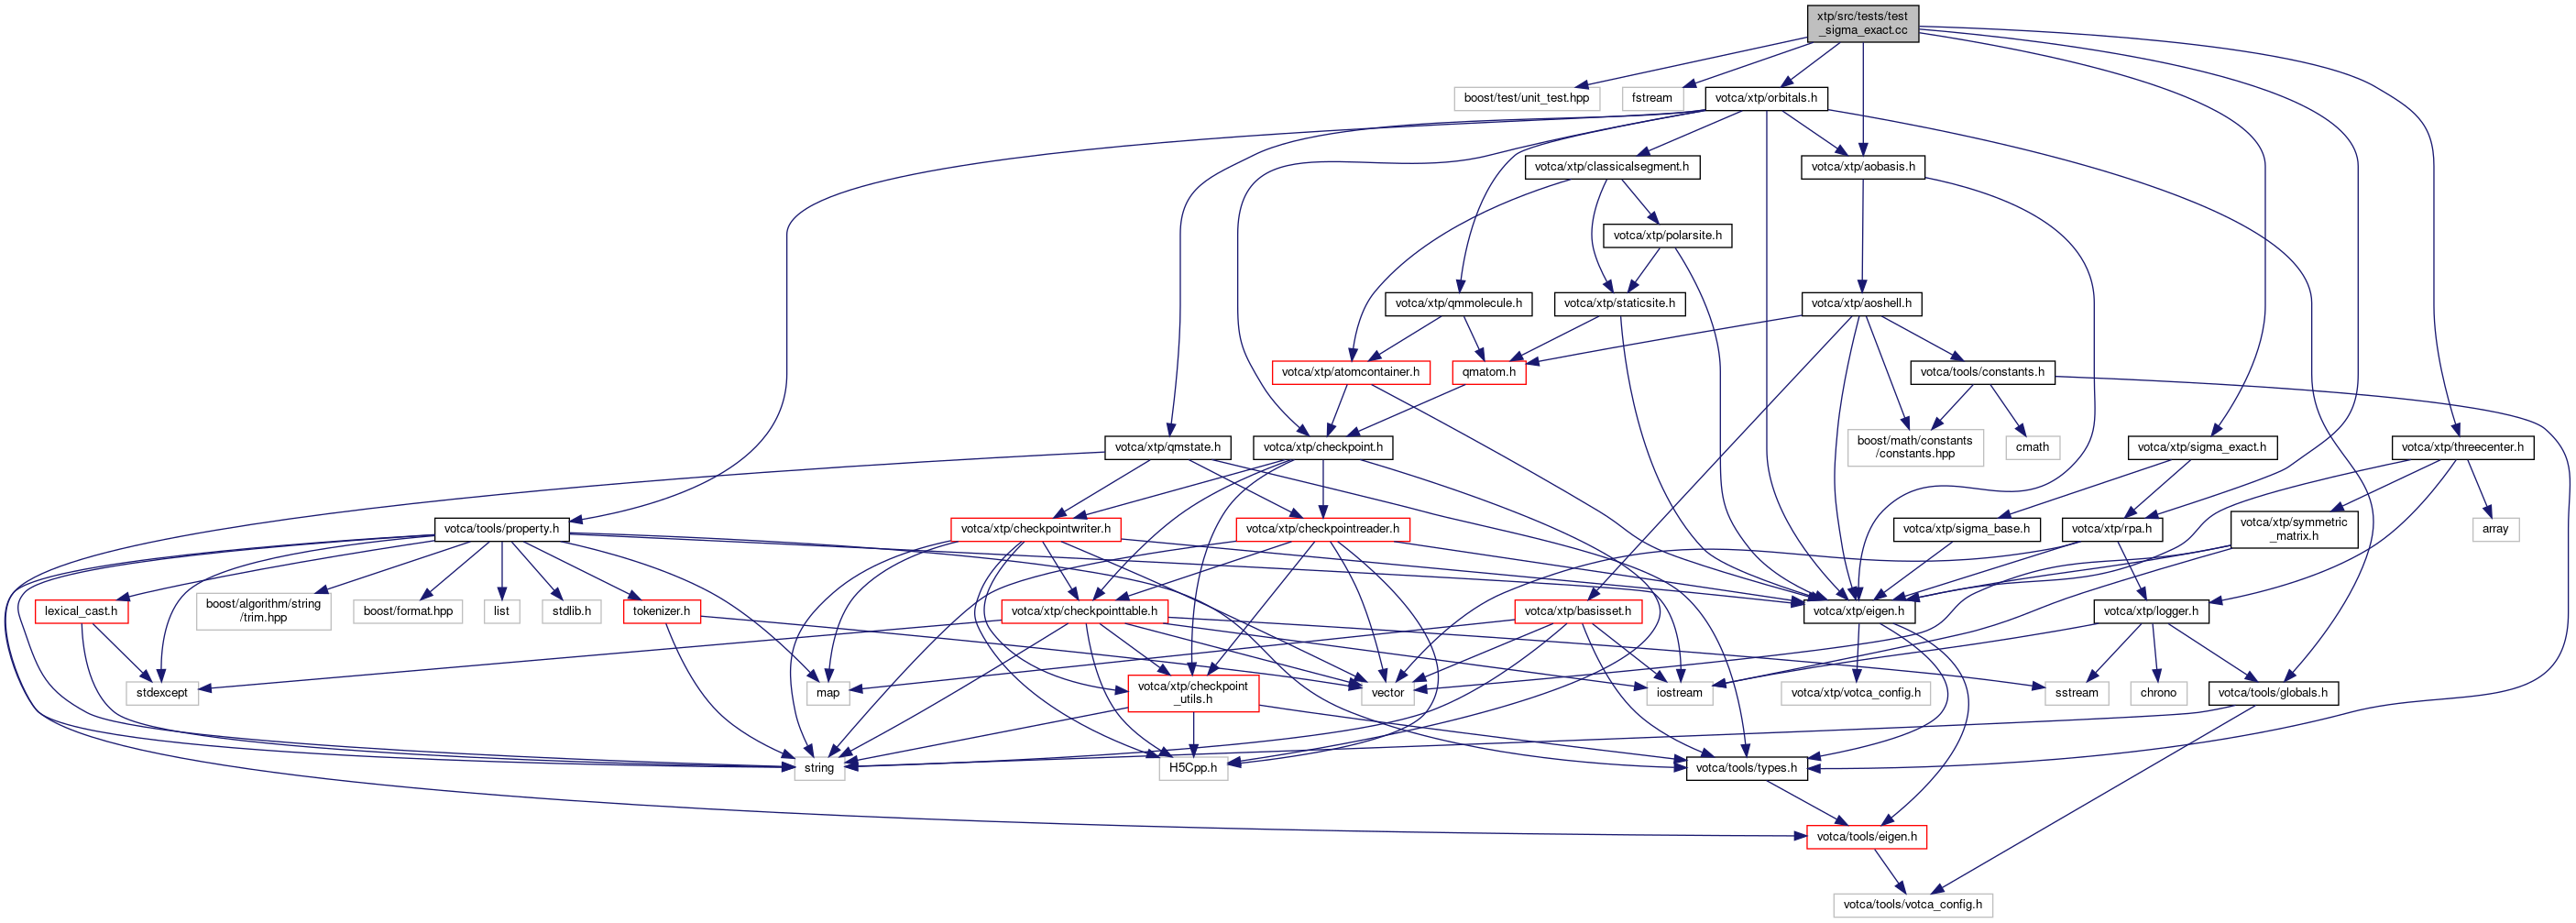 xtp/src/tests/test
_sigma_exact.cc
boost/test/unit_test.hpp
fstream
votca/xtp/orbitals.h
votca/xtp/classicalsegment.h
votca/xtp/aobasis.h
votca/xtp/polarsite.h
votca/xtp/qmmolecule.h
votca/xtp/staticsite.h
votca/xtp/aoshell.h
votca/xtp/atomcontainer.h
qmatom.h
votca/tools/constants.h
votca/xtp/qmstate.h
votca/xtp/checkpoint.h
boost/math/constants
/constants.hpp
cmath
votca/xtp/sigma_exact.h
votca/xtp/threecenter.h
votca/tools/property.h
votca/xtp/checkpointwriter.h
votca/xtp/checkpointreader.h
votca/xtp/sigma_base.h
votca/xtp/rpa.h
votca/xtp/symmetric
_matrix.h
array
lexical_cast.h
boost/algorithm/string
/trim.hpp
boost/format.hpp
list
stdlib.h
tokenizer.h
votca/xtp/checkpointtable.h
votca/xtp/basisset.h
votca/xtp/eigen.h
votca/xtp/logger.h
stdexcept
map
votca/xtp/checkpoint
_utils.h
vector
iostream
votca/xtp/votca_config.h
sstream
chrono
votca/tools/globals.h
string
H5Cpp.h
votca/tools/types.h
votca/tools/eigen.h
votca/tools/votca_config.h